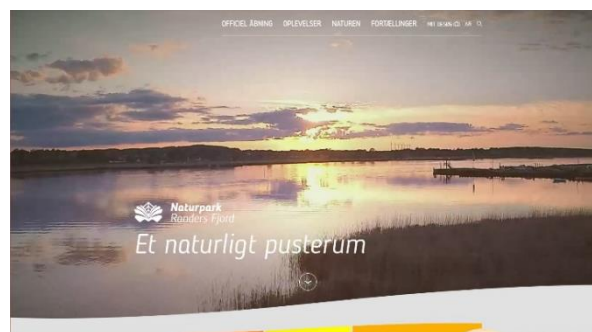 OFFICIEL ÅBNING OPLEVELSER NATUREN FORTÆLLINGER
Naturpark
Randers Fjord
Et naturligt pusterum